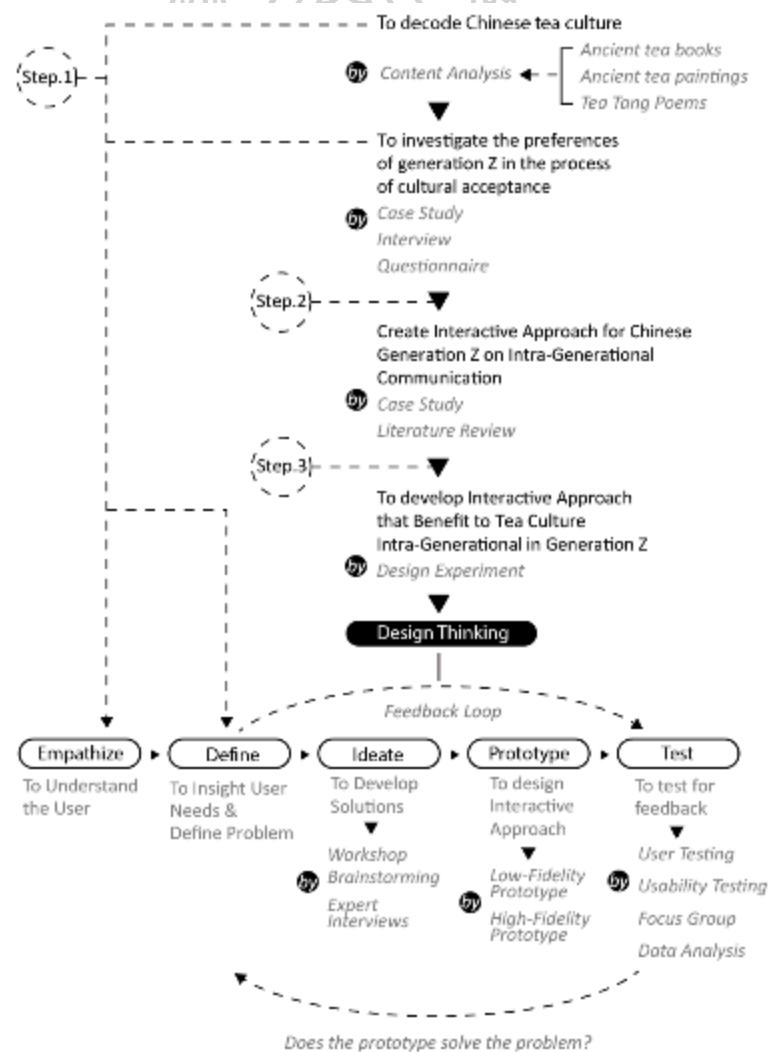 To decode Chinese tea culture
Step.1
by
Content Analysis
Ancient tea books
Ancient tea paintings
Tea Tang Poems
To investigate the preferences
of generation Z in the process
of cultural acceptance
by
Case Study
Interview
Questionnaire
Step.2
Create Interactive Approach for Chinese
Generation Z on Intra-Generational
Communication
by
Case Study
Literature Review
Step.3
To develop Interactive Approach
that Benefit to Tea Culture
Intra-Generational in Generation Z
by
Design Experiment
Design Thinking
Feedback Loop
Empathize
Define
Ideate
Prototype
Test
To Understand
the User
To Insight User
Needs &
Define Problem
To Develop
Solutions
Workshop
by
Brainstorming
Expert
Interviews
To design
Interactive
Approach
by
Low-Fidelity
Prototype
High-Fidelity
Prototype
To test for
feedback
User Testing
by
Usability Testing
Focus Group
Data Analysis
Does the prototype solve the problem?